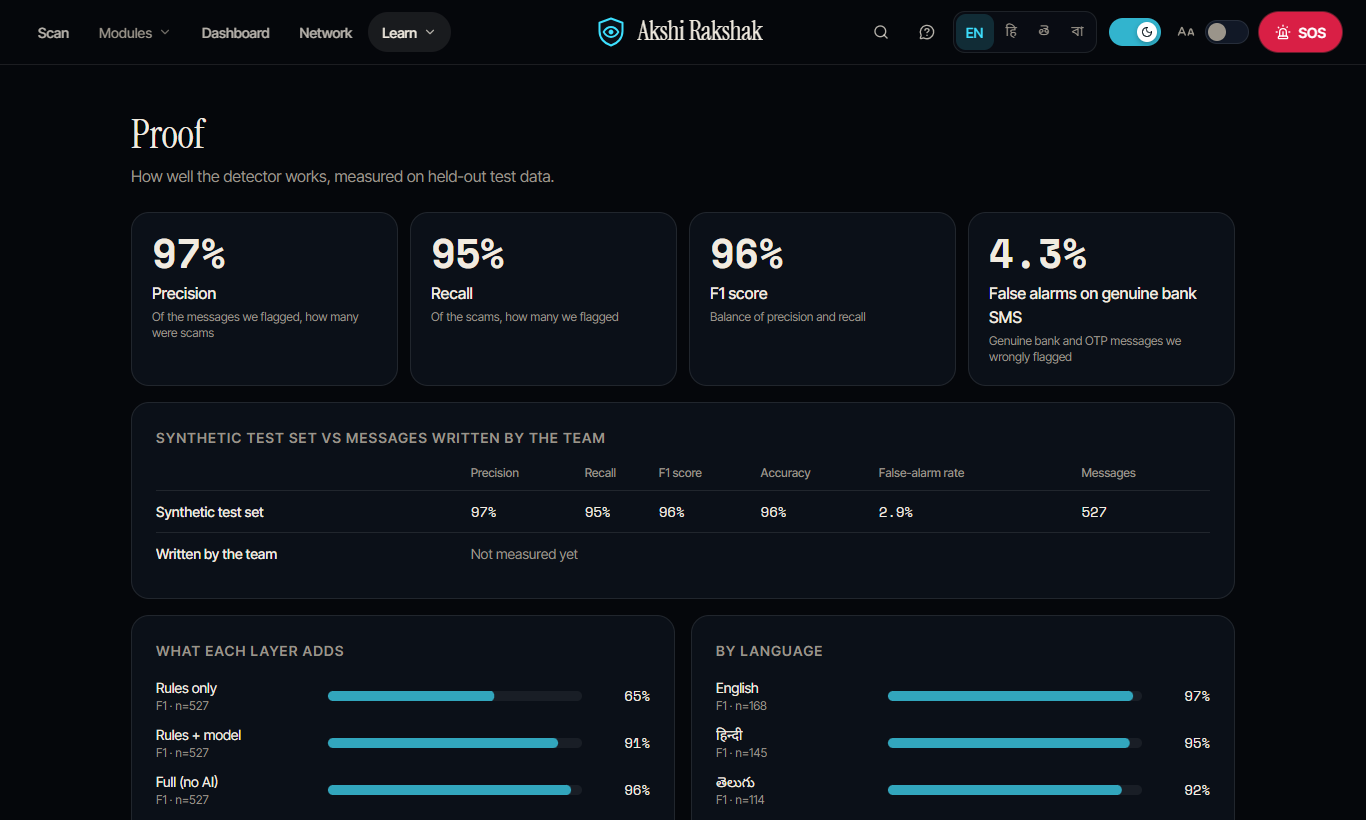 Scan
Modules
Dashboard
Network
Learn
Akshi Rakshak
EN
हि
తె
বা
AA
SOS
Proof
How well the detector works, measured on held-out test data.
97%
Precision
Of the messages we flagged, how many
were scams
95%
Recall
Of the scams, how many we flagged
96%
F1 score
Balance of precision and recall
4.3%
False alarms on genuine bank
SMS
Genuine bank and OTP messages we
wrongly flagged
SYNTHETIC TEST SET VS MESSAGES WRITTEN BY THE TEAM
Precision Recall F1 score Accuracy False-alarm rate Messages
Synthetic test set 97% 95% 96% 96% 2.9% 527
Written by the team Not measured yet
WHAT EACH LAYER ADDS
Rules only
F1 · n=527
65%
Rules + model
F1 · n=527
91%
Full (no AI)
F1 · n=527
96%
BY LANGUAGE
English
F1 · n=168
97%
हिन्दी
F1 · n=145
95%
తెలుగు
F1 · n=114
92%